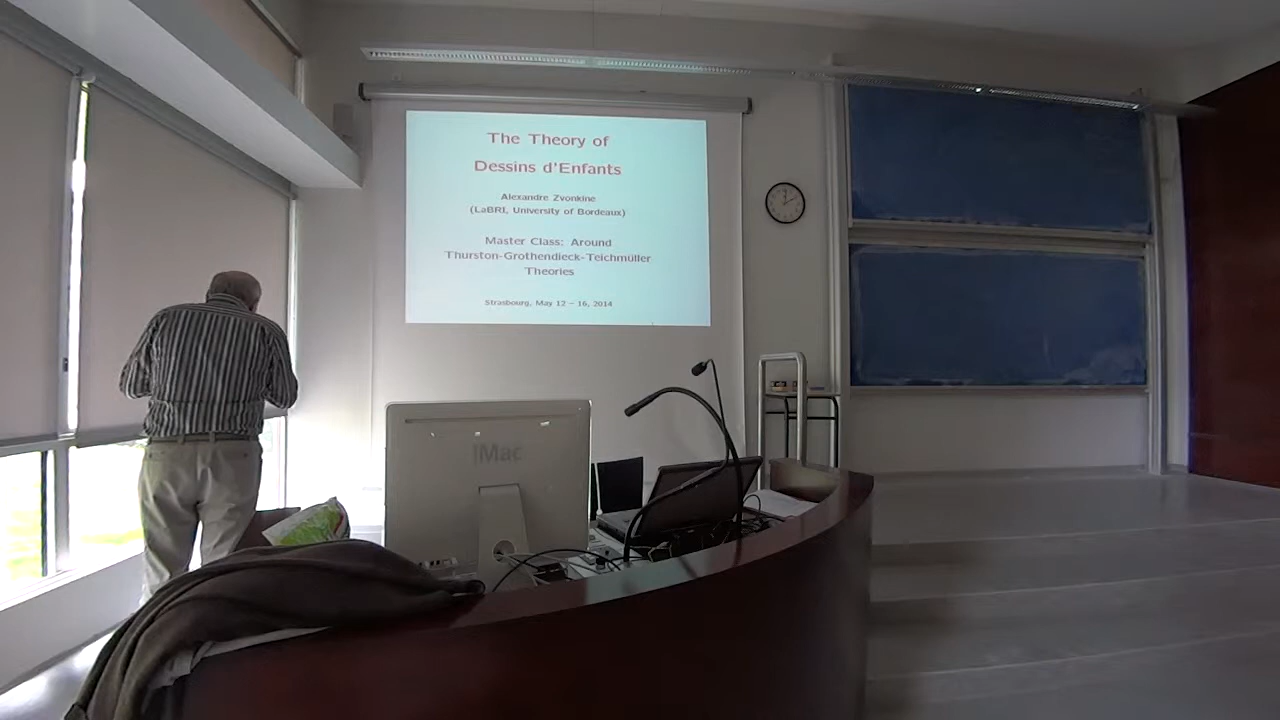 The Theory of
Dessins d'Enfants
Alexandre Zvonkine
(LaBRI, University of Bordeaux)
Master Class: Around
Thurston-Grothendieck-Teichmüller
Theories
Strasbourg, May 12 – 16, 2014
iMac